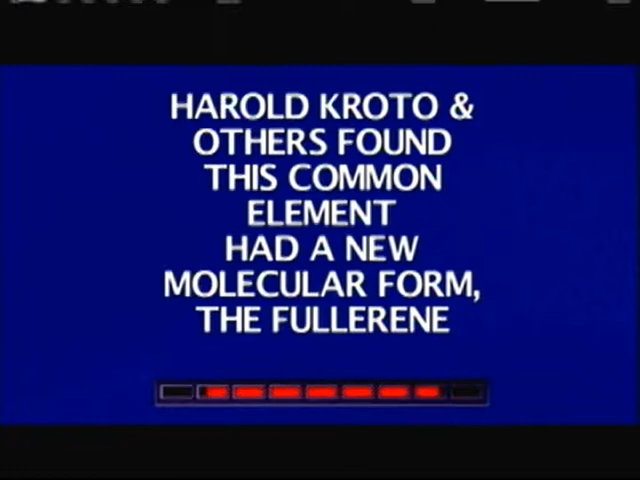 HAROLD KROTO &
OTHERS FOUND
THIS COMMON
ELEMENT
HAD A NEW
MOLECULAR FORM,
THE FULLERENE